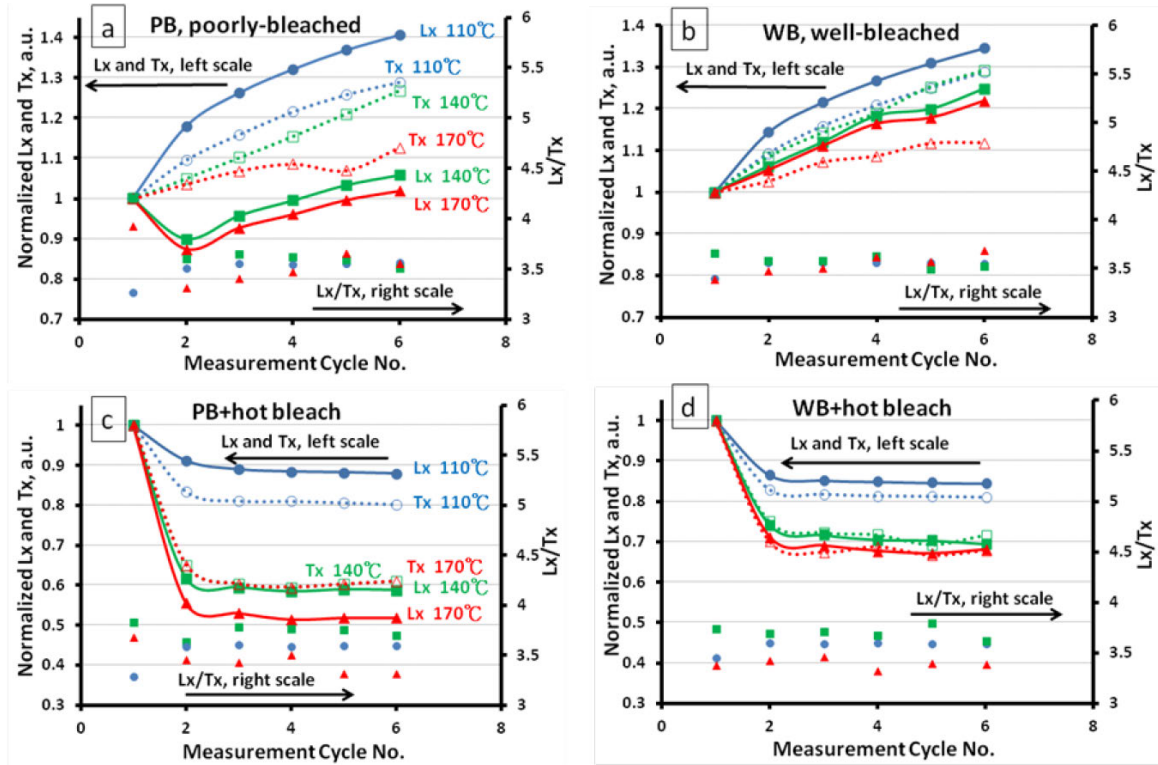 a
PB, poorly-bleached
Lx 110℃
Lx and Tx, left scale
Tx 110℃
Tx 140℃
Tx 170℃
Lx 140℃
Lx 170℃
Lx/Tx, right scale
Normalized Lx and Tx, a.u.
1.4
1.3
1.2
1.1
1
0.9
0.8
0.7
6
5.5
5
4.5
4
3.5
3
Lx/Tx
0
2
4
6
8
Measurement Cycle No.
b
WB, well-bleached
Lx and Tx, left scale
Lx/Tx, right scale
Normalized Lx and Tx, a.u.
1.4
1.3
1.2
1.1
1
0.9
0.8
0.7
6
5.5
5
4.5
4
3.5
3
Lx/Tx
0
2
4
6
8
Measurement Cycle No.
c
PB+hot bleach
Lx and Tx, left scale
Lx 110℃
Tx 110℃
Tx 140℃
Tx 170℃
Lx 140℃
Lx 170℃
Lx/Tx, right scale
Normalized Lx and Tx, a.u.
1
0.9
0.8
0.7
0.6
0.5
0.4
0.3
6
5.5
5
4.5
4
3.5
3
Lx/Tx
0
2
4
6
8
Measurement Cycle No.
d
WB+hot bleach
Lx and Tx, left scale
Lx/Tx, right scale
Normalized Lx and Tx, a.u.
1
0.9
0.8
0.7
0.6
0.5
0.4
0.3
6
5.5
5
4.5
4
3.5
3
Lx/Tx
0
2
4
6
8
Measurement Cycle No.